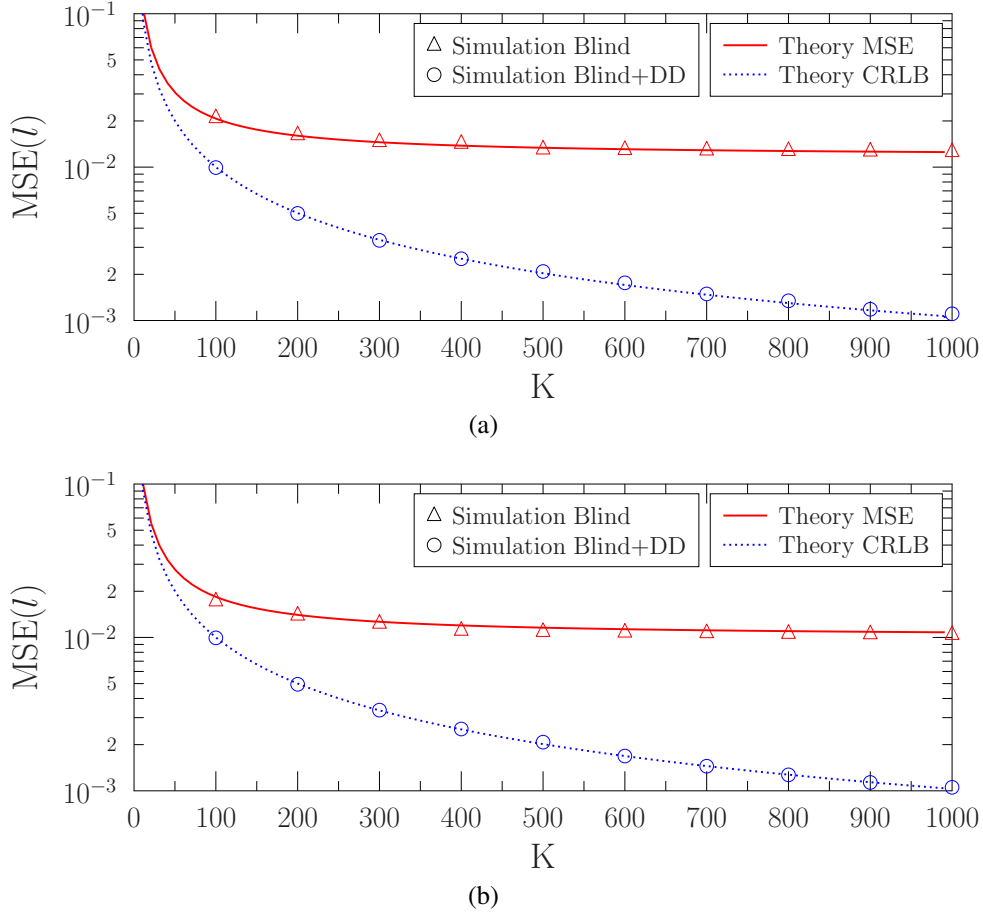 10⁻¹
5
2
10⁻²
5
2
10⁻³
MSE(l)
Simulation Blind
Simulation Blind+DD
Theory MSE
Theory CRLB
0 100 200 300 400 500 600 700 800 900 1000
K
(a)
10⁻¹
5
2
10⁻²
5
2
10⁻³
MSE(l)
Simulation Blind
Simulation Blind+DD
Theory MSE
Theory CRLB
0 100 200 300 400 500 600 700 800 900 1000
K
(b)